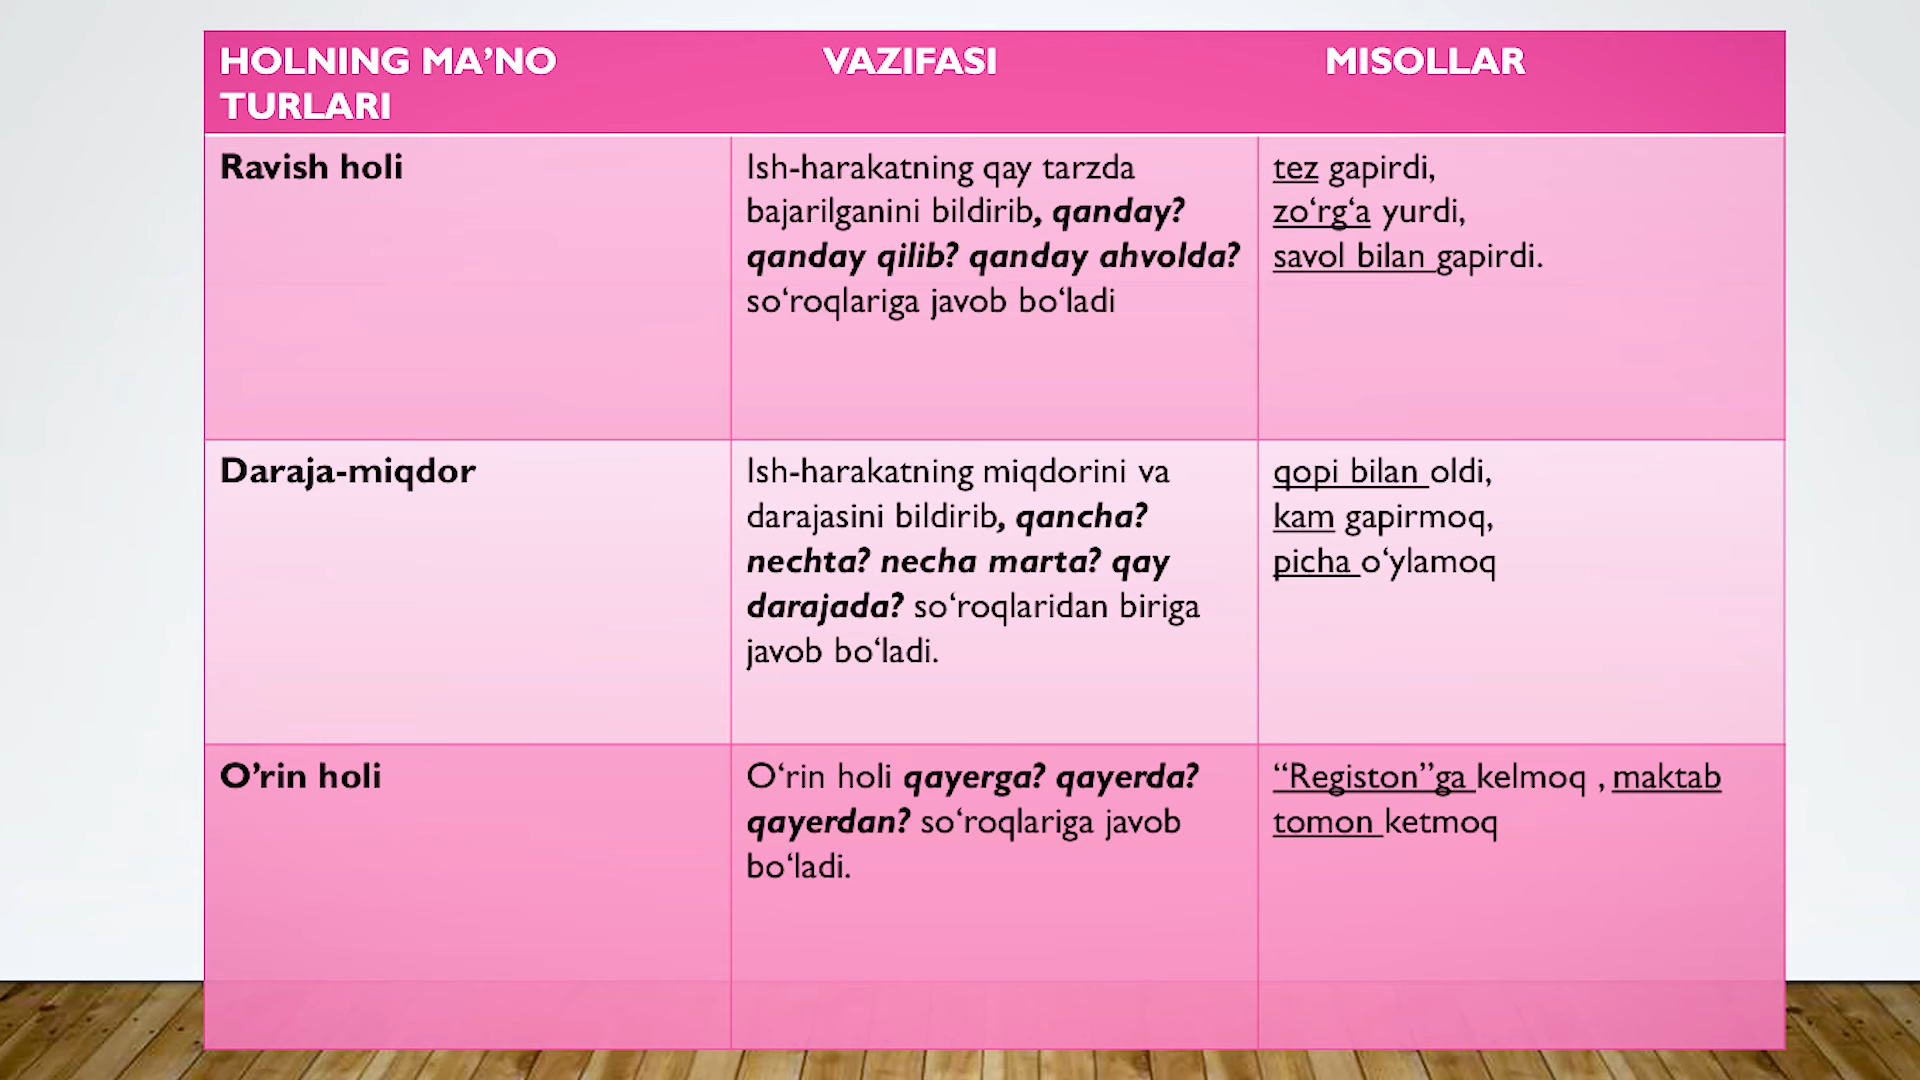 HOLNING MA’NO TURLARI
VAZIFASI
MISOLLAR
Ravish holi
Ish-harakatning qay tarzda
bajarilganini bildirib, qanday?
qanday qilib? qanday ahvolda?
so‘roqlariga javob bo‘ladi
tez gapirdi,
zo‘rg‘a yurdi,
savol bilan gapirdi.
Daraja-miqdor
Ish-harakatning miqdorini va
darajasini bildirib, qancha?
nechta? necha marta? qay
darajada? so‘roqlaridan biriga
javob bo‘ladi.
qopi bilan oldi,
kam gapirmoq,
picha o‘ylamoq
O’rin holi
O‘rin holi qayerga? qayerda?
qayerdan? so‘roqlariga javob
bo‘ladi.
“Registon”ga kelmoq , maktab
tomon ketmoq